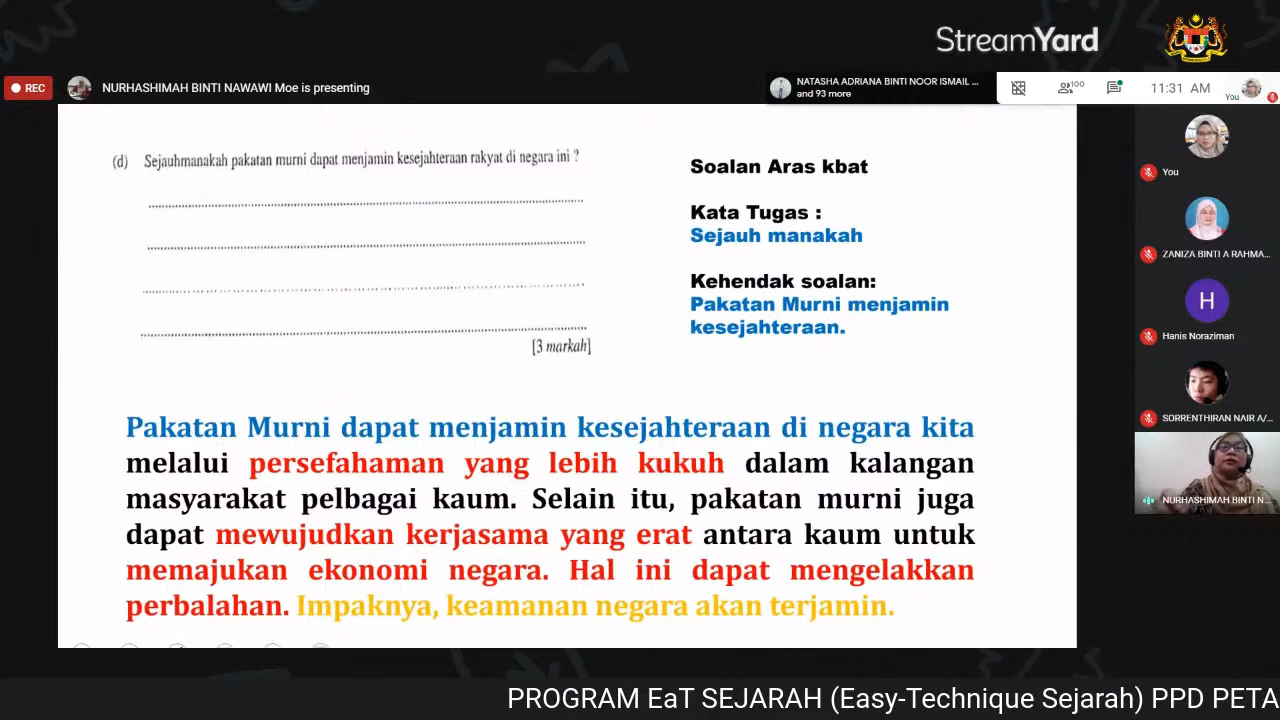 StreamYard
REC
NURHASHIMAH BINTI NAWAWI Moe is presenting
NATASHA ADRIANA BINTI NOOR ISMAIL ...
and 93 more
100
11:31 AM
You
(d) Sejauhmanakah pakatan murni dapat menjamin kesejahteraan rakyat di negara ini ?
[3 markah]
Soalan Aras kbat
Kata Tugas :
Sejauh manakah
Kehendak soalan:
Pakatan Murni menjamin
kesejahteraan.
Pakatan Murni dapat menjamin kesejahteraan di negara kita
melalui persefahaman yang lebih kukuh dalam kalangan
masyarakat pelbagai kaum. Selain itu, pakatan murni juga
dapat mewujudkan kerjasama yang erat antara kaum untuk
memajukan ekonomi negara. Hal ini dapat mengelakkan
perbalahan. Impaknya, keamanan negara akan terjamin.
You
ZANIZA BINTI A RAHMA...
H
Hanis Noraziman
SORRENTHIRAN NAIR A/...
NURHASHIMAH BINTI N...
PROGRAM EaT SEJARAH (Easy-Technique Sejarah) PPD PETA